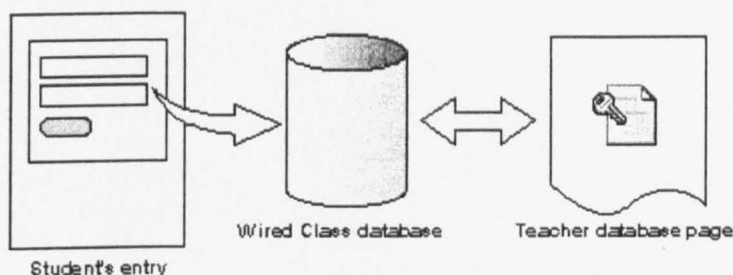 Wired Class database
Teacher database page
Student's entry